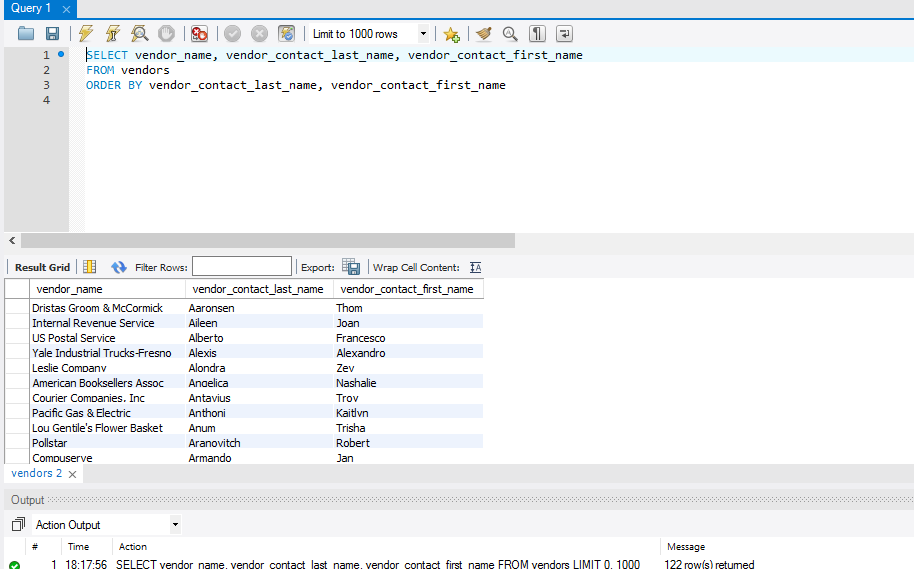 Query 1
Limit to 1000 rows
1 SELECT vendor_name, vendor_contact_last_name, vendor_contact_first_name
2 FROM vendors
3 ORDER BY vendor_contact_last_name, vendor_contact_first_name
4
Result Grid Filter Rows: Export: Wrap Cell Content:
vendor_name vendor_contact_last_name vendor_contact_first_name
Dristas Groom & McCormick Aaronsen Thom
Internal Revenue Service Aileen Joan
US Postal Service Alberto Francesco
Yale Industrial Trucks-Fresno Alexis Alexandro
Leslie Company Alondra Zev
American Booksellers Assoc Angelica Nashalie
Courier Companies, Inc Antavius Troy
Pacific Gas & Electric Anthoni Kaitlyn
Lou Gentile's Flower Basket Anum Trisha
Pollstar Aranovitch Robert
Compuserve Armando Jan
vendors 2
Output
Action Output
# Time Action Message
1 18:17:56 SELECT vendor_name, vendor_contact_last_name, vendor_contact_first_name FROM vendors LIMIT 0, 1000 122 row(s) returned